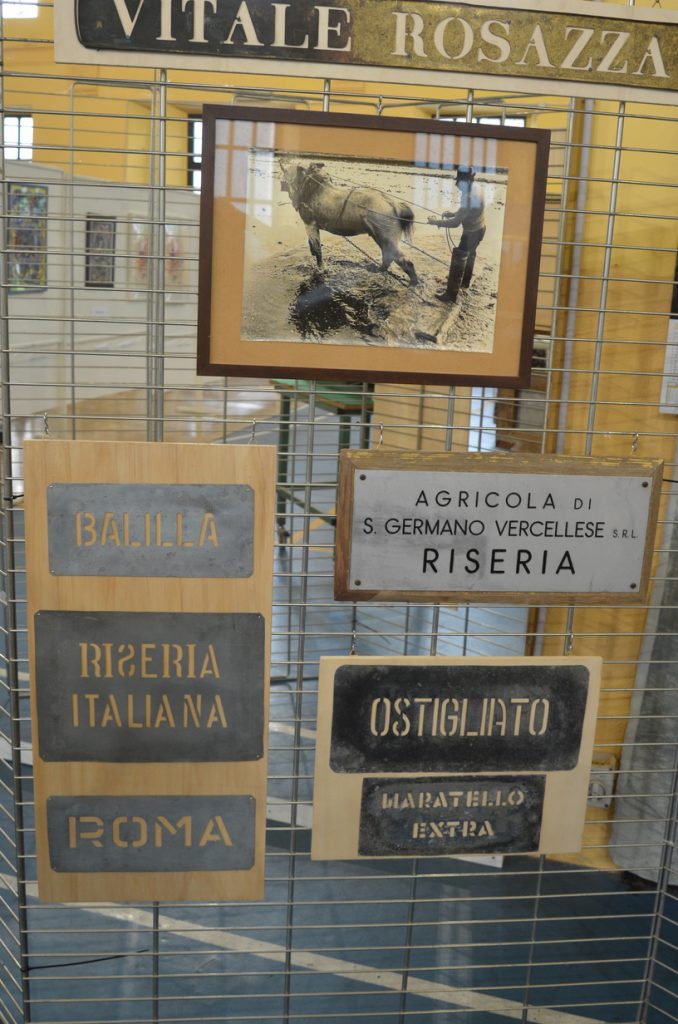 VITALE ROSAZZA
AGRICOLA DI
S. GERMANO VERCELLESE S.R.L.
RISERIA
BALILLA
RISERIA
ITALIANA
ROMA
OSTIGLIATO
MARATELLO
EXTRA